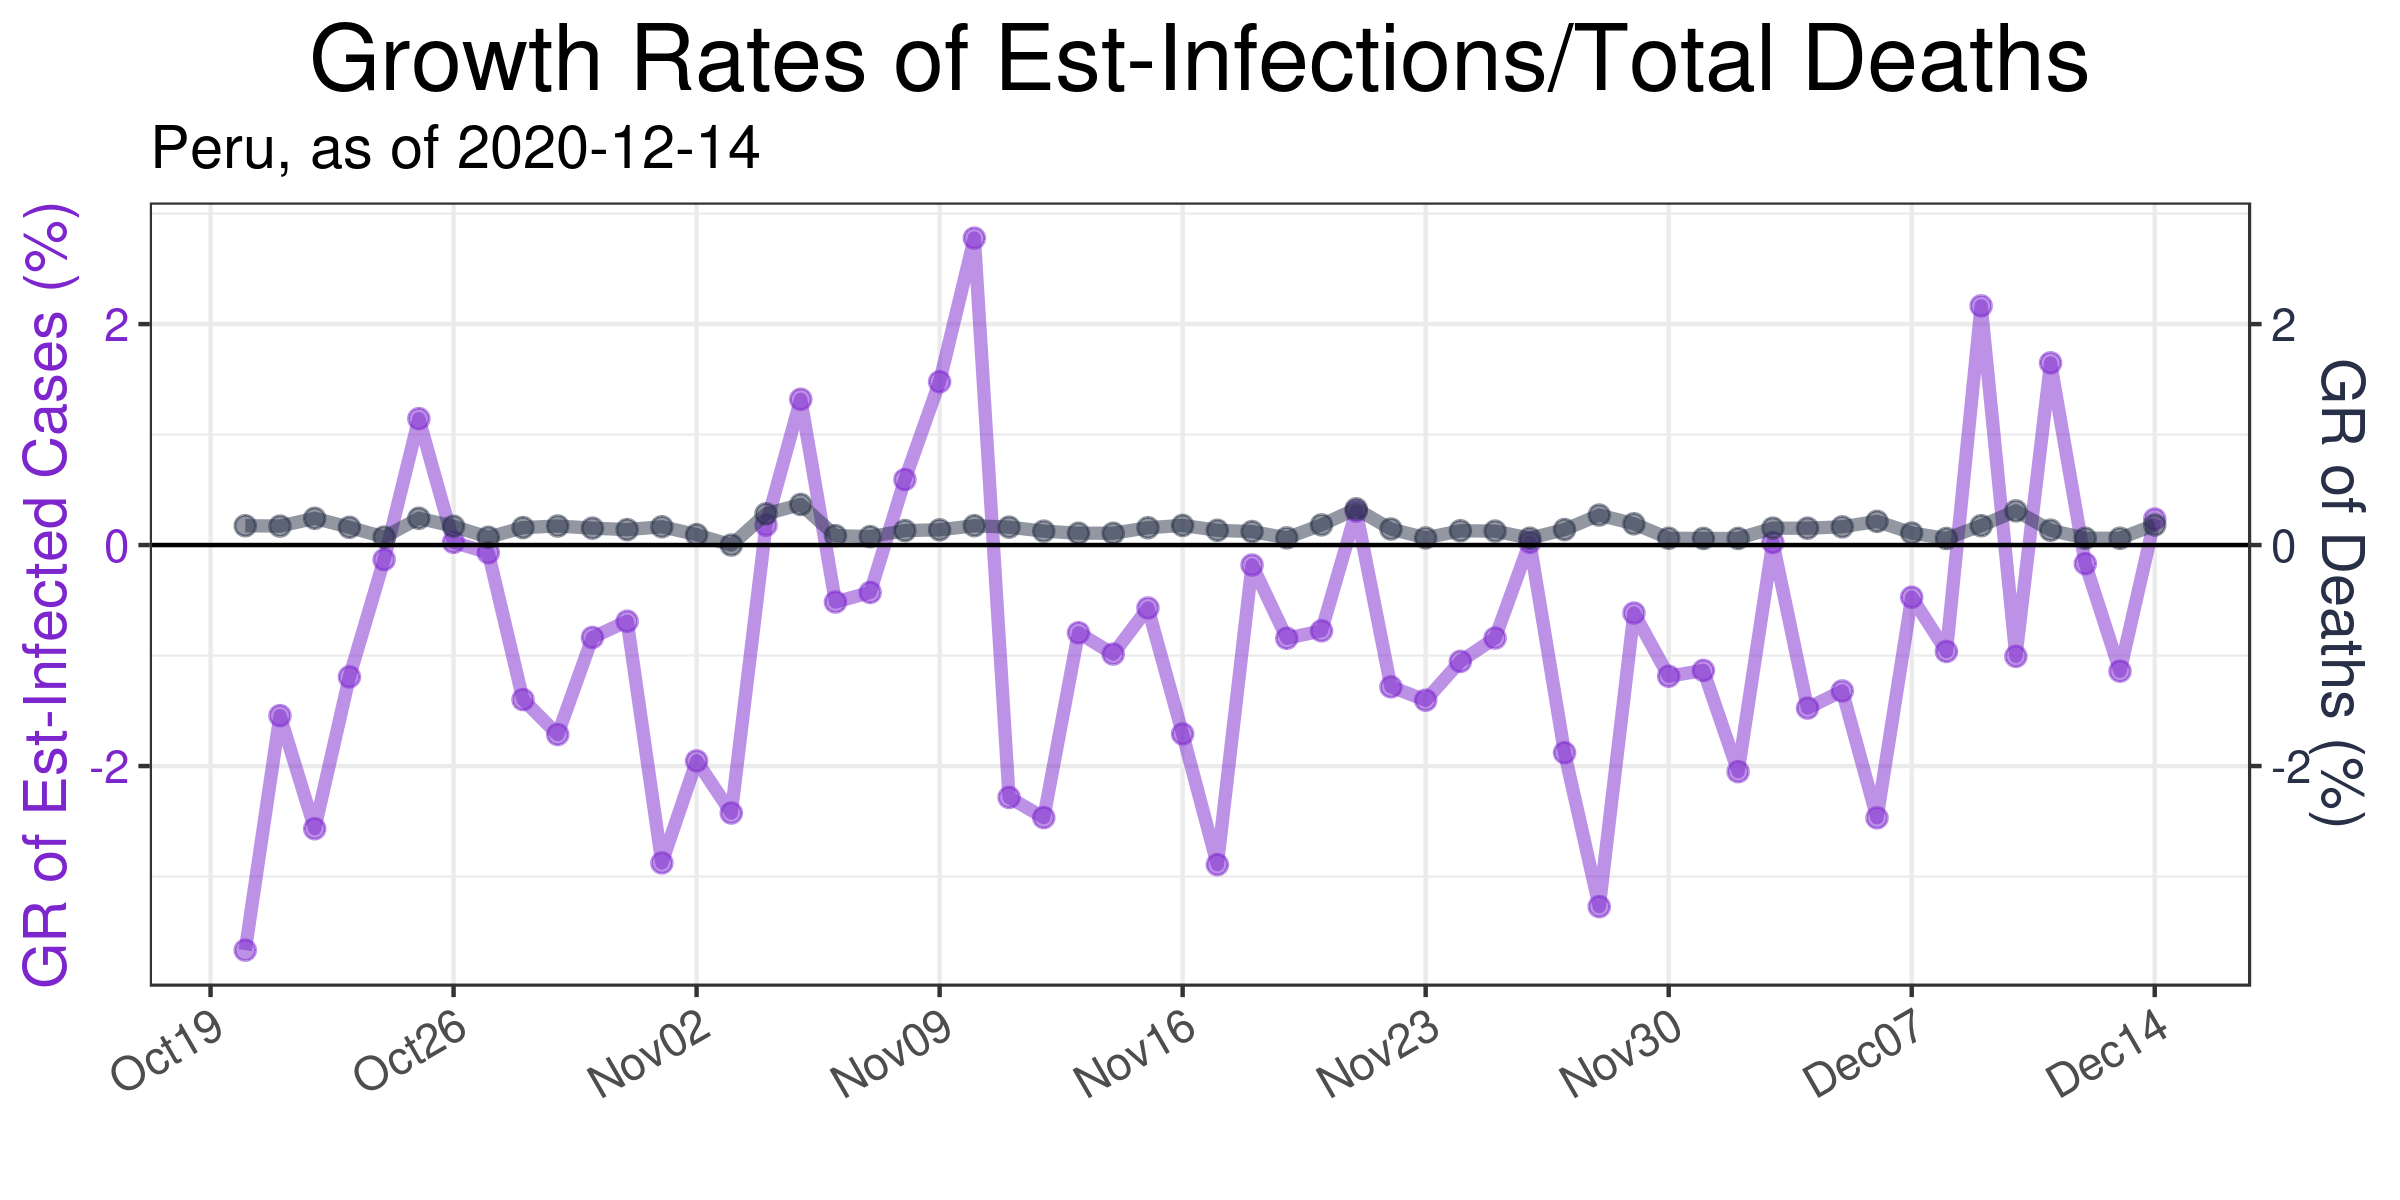 Growth Rates of Est-Infections/Total Deaths
Peru, as of 2020-12-14
GR of Est-Infected Cases (%)
2
0
-2
2
0
-2
GR of Deaths (%)
Oct19
Oct26
Nov02
Nov09
Nov16
Nov23
Nov30
Dec07
Dec14